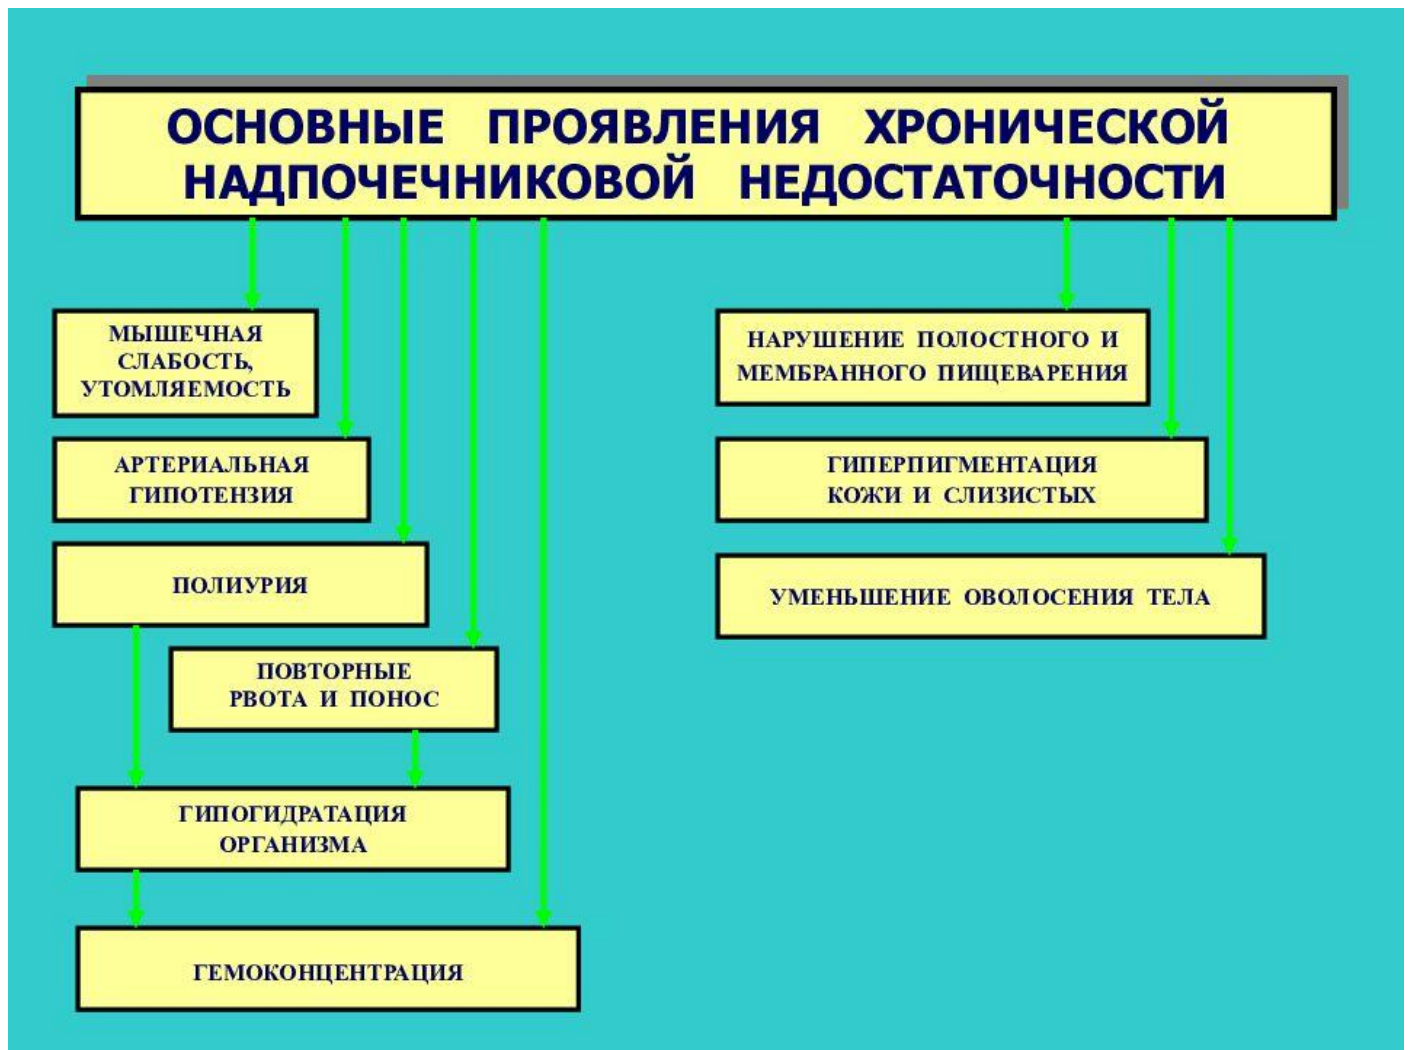 ОСНОВНЫЕ ПРОЯВЛЕНИЯ ХРОНИЧЕСКОЙ
НАДПОЧЕЧНИКОВОЙ НЕДОСТАТОЧНОСТИ
МЫШЕЧНАЯ
СЛАБОСТЬ,
УТОМЛЯЕМОСТЬ
АРТЕРИАЛЬНАЯ
ГИПОТЕНЗИЯ
ПОЛИУРИЯ
ПОВТОРНЫЕ
РВОТА И ПОНОС
ГИПОГИДРАТАЦИЯ
ОРГАНИЗМА
ГЕМОКОНЦЕНТРАЦИЯ
НАРУШЕНИЕ ПОЛОСТНОГО И
МЕМБРАННОГО ПИЩЕВАРЕНИЯ
ГИПЕРПИГМЕНТАЦИЯ
КОЖИ И СЛИЗИСТЫХ
УМЕНЬШЕНИЕ ОВОЛОСЕНИЯ ТЕЛА